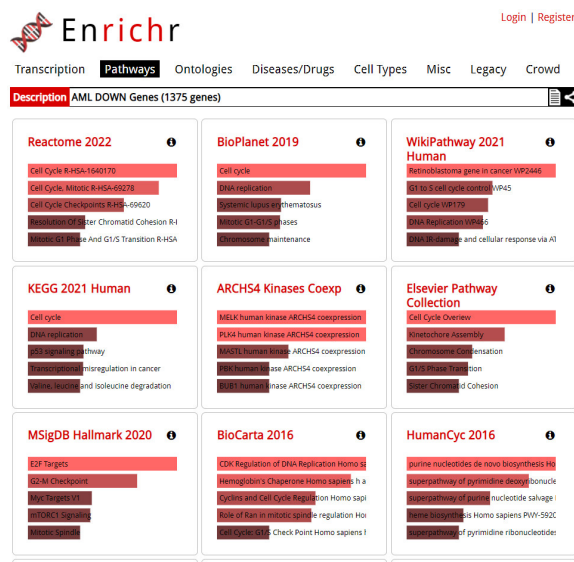 Login | Register
Enrichr
Transcription Pathways Ontologies Diseases/Drugs Cell Types Misc Legacy Crowd
Description AML DOWN Genes (1375 genes)
Reactome 2022
Cell Cycle R-HSA-1640170
Cell Cycle, Mitotic R-HSA-69278
Cell Cycle Checkpoints R-HSA-69620
Resolution Of Sister Chromatid Cohesion R-I
Mitotic G1 Phase And G1/S Transition R-HSA
BioPlanet 2019
Cell cycle
DNA replication
Systemic lupus erythematosus
Mitotic G1-G1/S phases
Chromosome maintenance
WikiPathway 2021
Human
Retinoblastoma gene in cancer WP2446
G1 to S cell cycle control WP45
Cell cycle WP179
DNA Replication WP466
DNA IR-damage and cellular response via AT
KEGG 2021 Human
Cell cycle
DNA replication
p53 signaling pathway
Transcriptional misregulation in cancer
Valine, leucine and isoleucine degradation
ARCHS4 Kinases Coexp
MELK human kinase ARCHS4 coexpression
PLK4 human kinase ARCHS4 coexpression
MASTL human kinase ARCHS4 coexpression
PBK human kinase ARCHS4 coexpression
BUB1 human kinase ARCHS4 coexpression
Elsevier Pathway
Collection
Cell Cycle Overiew
Kinetochore Assembly
Chromosome Condensation
G1/S Phase Transition
Sister Chromatid Cohesion
MSigDB Hallmark 2020
E2F Targets
G2-M Checkpoint
Myc Targets V1
mTORC1 Signaling
Mitotic Spindle
BioCarta 2016
CDK Regulation of DNA Replication Homo sa
Hemoglobin's Chaperone Homo sapiens h a
Cyclins and Cell Cycle Regulation Homo sapi
Role of Ran in mitotic spindle regulation Ho
Cell Cycle: G1/S Check Point Homo sapiens h
HumanCyc 2016
purine nucleotides de novo biosynthesis Ho
superpathway of pyrimidine deoxyribonucle
superpathway of purine nucleotide salvage
heme biosynthesis Homo sapiens PWY-5920
superpathway of pyrimidine ribonucleotides